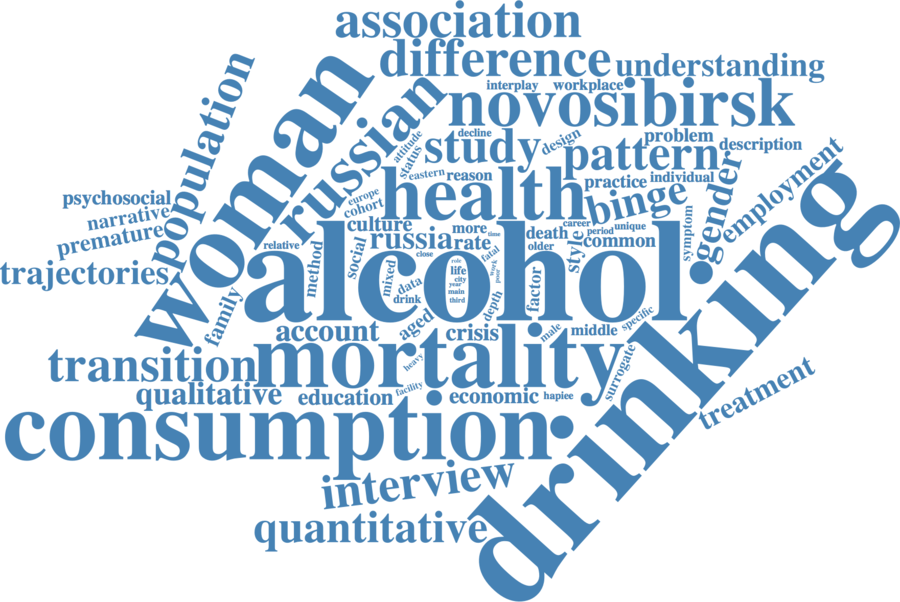 association
difference
understanding
woman
population
russian
interplay
workplace
novosibirsk
attitude
decline
study
design
problem
description
status
pattern
eastern
reason
health
practice
individual
gender
employment
psychosocial
narrative
premature
europe
cohort
binge
culture
more
time
death
career
period
unique
symptom
trajectories
relative
method
social
russia
rate
older
style
common
close
fatal
alcohol
mixed
role
life
city
year
main
third
work
poor
data
drink
depth
factor
drinking
family
account
aged
crisis
male
middle
specific
transition
mortality
heavy
surrogate
qualitative
education
facility
economic
hapiee
treatment
consumption
interview
quantitative